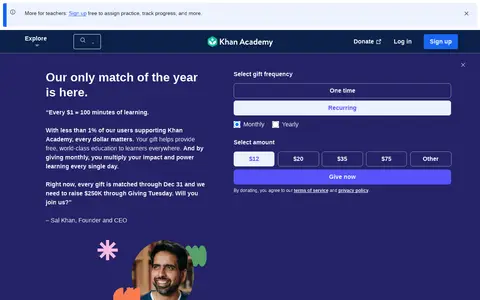 More for teachers: Sign up free to assign practice, track progress, and more.
Explore
Khan Academy
Donate
Log in
Sign up
Our only match of the year
is here.
“Every $1 = 100 minutes of learning.
With less than 1% of our users supporting Khan
Academy, every dollar matters. Your gift helps provide
free, world-class education to learners everywhere. And by
giving monthly, you multiply your impact and power
learning every single day.
Right now, every gift is matched through Dec 31 and we
need to raise $250K through Giving Tuesday. Will you
join us?”
– Sal Khan, Founder and CEO
Select gift frequency
One time
Recurring
Monthly Yearly
Select amount
$12 $20 $35 $75 Other
Give now
By donating, you agree to our terms of service and privacy policy.